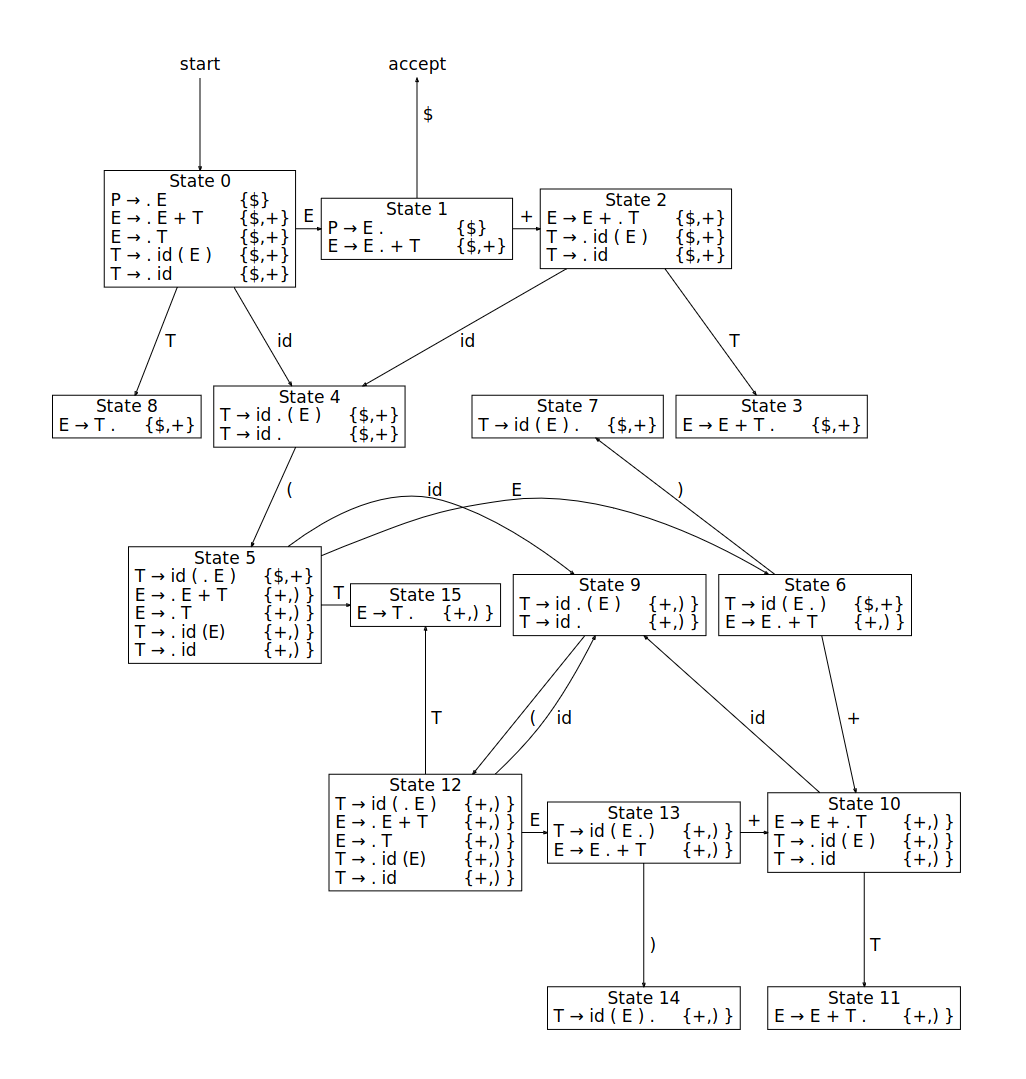 start
accept
$
State 0
P → . E {$}
E → . E + T {$,+}
E → . T {$,+}
T → . id ( E ) {$,+}
T → . id {$,+}
E
State 1
P → E . {$}
E → E . + T {$,+}
+
State 2
E → E + . T {$,+}
T → . id ( E ) {$,+}
T → . id {$,+}
T
id
id
T
State 8
E → T . {$,+}
State 4
T → id . ( E ) {$,+}
T → id . {$,+}
State 7
T → id ( E ) . {$,+}
State 3
E → E + T . {$,+}
(
id
E
)
State 5
T → id ( . E ) {$,+}
E → . E + T {+,) }
E → . T {+,) }
T → . id (E) {+,) }
T → . id {+,) }
T
State 15
E → T . {+,) }
State 9
T → id . ( E ) {+,) }
T → id . {+,) }
State 6
T → id ( E . ) {$,+}
E → E . + T {+,) }
T
(
id
id
+
State 12
T → id ( . E ) {+,) }
E → . E + T {+,) }
E → . T {+,) }
T → . id (E) {+,) }
T → . id {+,) }
E
State 13
T → id ( E . ) {+,) }
E → E . + T {+,) }
+
State 10
E → E + . T {+,) }
T → . id ( E ) {+,) }
T → . id {+,) }
)
T
State 14
T → id ( E ) . {+,) }
State 11
E → E + T . {+,) }